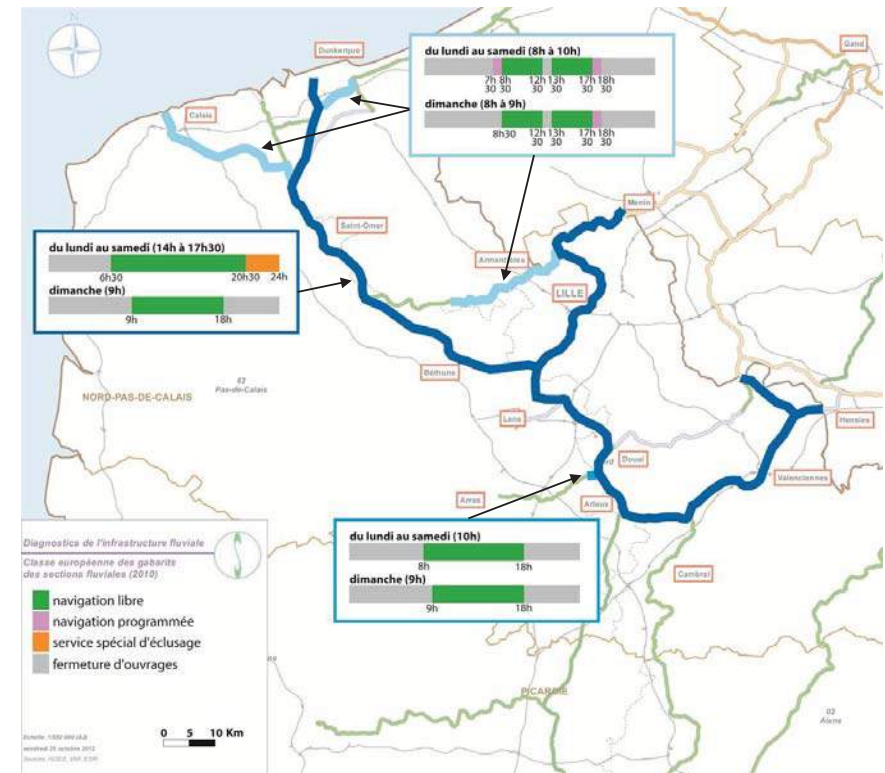 Dunkerque
Gand
Calais
du lundi au samedi (8h à 10h)
7h 8h 12h 13h 17h 18h
30 30 30 30 30 30
dimanche (8h à 9h)
8h30 12h 13h 17h 18h
30 30 30 30
Menin
Saint-Omer
Armentières
LILLE
du lundi au samedi (14h à 17h30)
6h30 20h30 24h
dimanche (9h)
9h 18h
Béthune
62
Pas-de-Calais
NORD-PAS-DE-CALAIS
Lens
Hensies
Douai
Valenciennes
Arras
Arleux
du lundi au samedi (10h)
8h 18h
dimanche (9h)
9h 18h
Cambrai
Diagnostics de l'infrastructure fluviale
Classe européenne des gabarits
des sections fluviales (2010)
navigation libre
navigation programmée
service spécial d'éclusage
fermeture d'ouvrages
PICARDIE
02
Aisne
0 5 10 Km
vendredi 26 octobre 2012